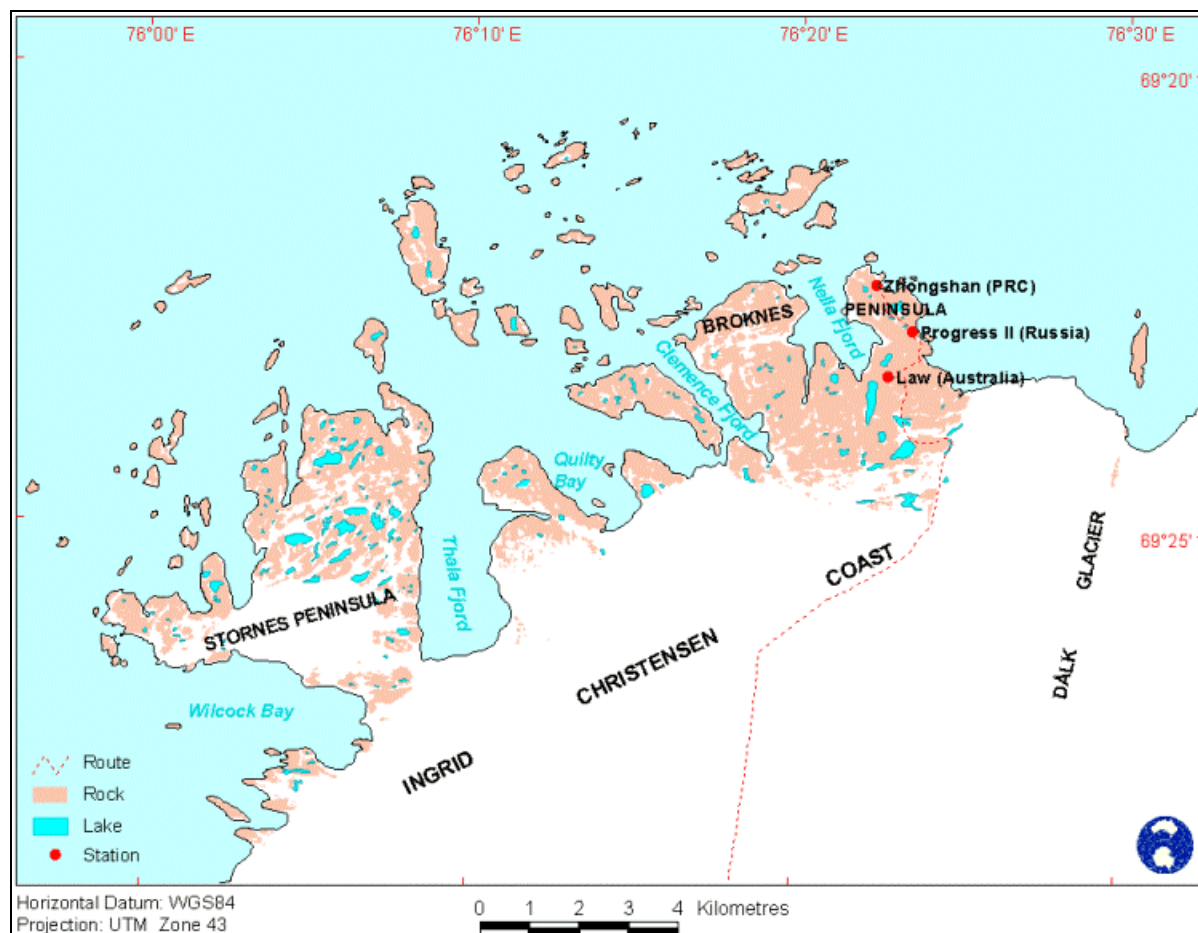 76°00' E
76°10' E
76°20' E
76°30' E
69°20'
Zhongshan (PRC)
Nella Fjord
PENINSULA
BROKNES
Progress II (Russia)
Clemence Fjord
Law (Australia)
Quilty
Bay
69°25'
Thala Fjord
COAST
GLACIER
STORNES PENINSULA
CHRISTENSEN
DÅLK
Wilcock Bay
INGRID
Route
Rock
Lake
Station
Horizontal Datum: WGS84
Projection: UTM Zone 43
0 1 2 3 4 Kilometres